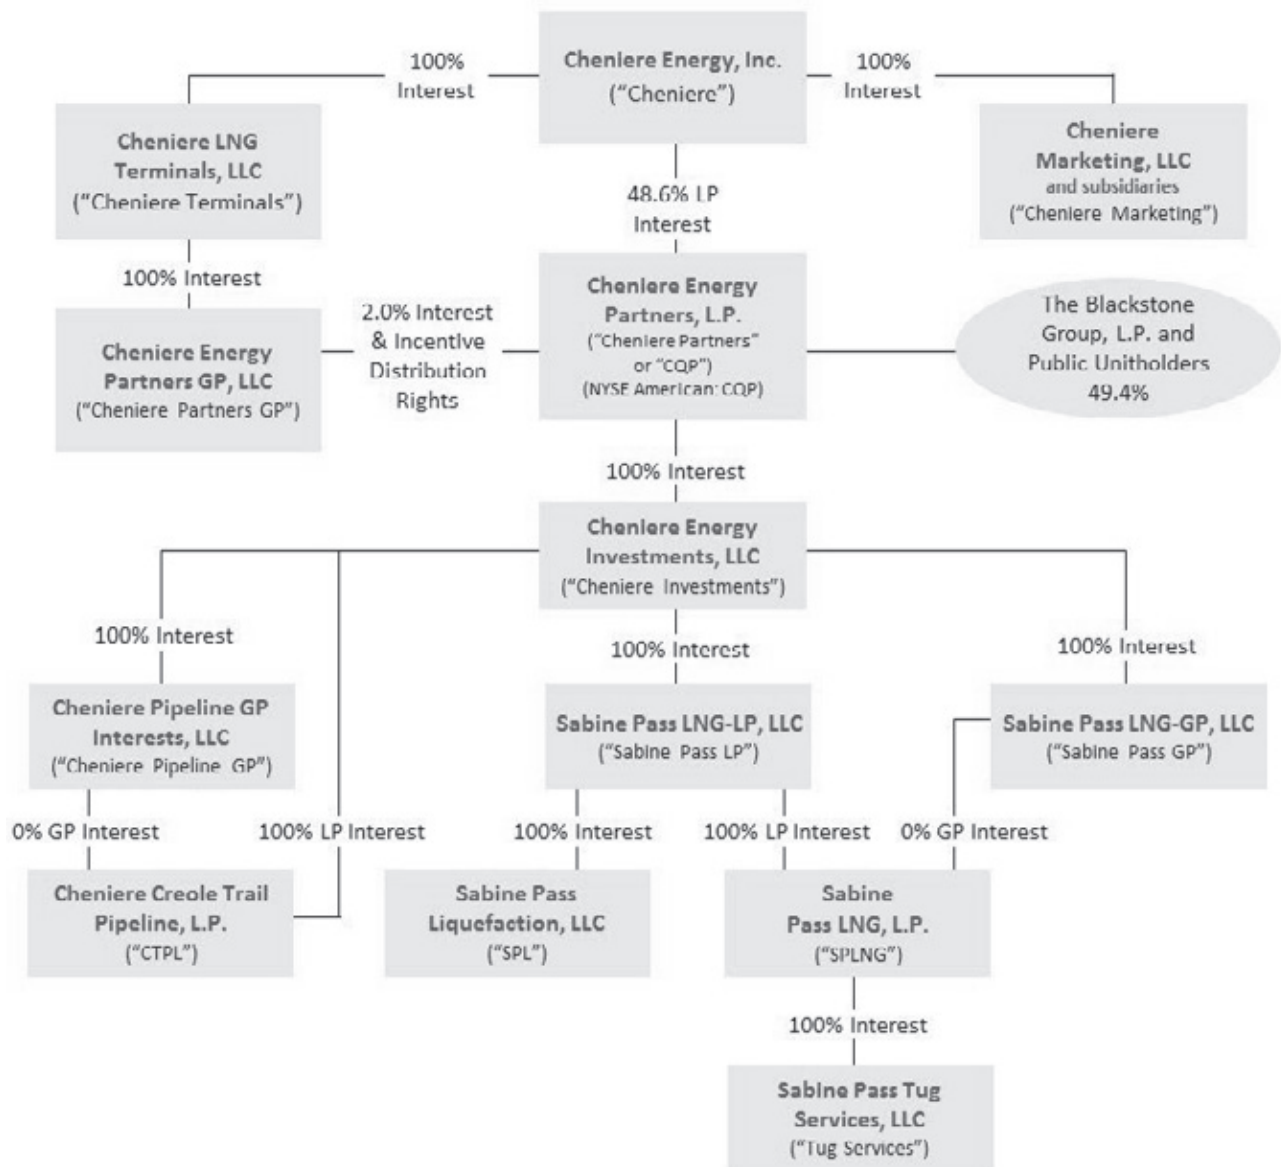 Cheniere Energy, Inc.
("Cheniere")
100%
Interest
100%
Interest
Cheniere LNG
Terminals, LLC
("Cheniere Terminals")
48.6% LP
Interest
Cheniere
Marketing, LLC
and subsidiaries
("Cheniere Marketing")
100% Interest
Cheniere Energy
Partners GP, LLC
("Cheniere Partners GP")
2.0% Interest
& Incentive
Distribution
Rights
Cheniere Energy
Partners, L.P.
("Cheniere Partners"
or "CQP")
(NYSE American: CQP)
The Blackstone
Group, L.P. and
Public Unitholders
49.4%
100% Interest
Cheniere Energy
Investments, LLC
("Cheniere Investments")
100% Interest
100% Interest
100% Interest
Cheniere Pipeline GP
Interests, LLC
("Cheniere Pipeline GP")
Sabine Pass LNG-LP, LLC
("Sabine Pass LP")
Sabine Pass LNG-GP, LLC
("Sabine Pass GP")
0% GP Interest
100% LP Interest
100% Interest
100% LP Interest
0% GP Interest
Cheniere Creole Trail
Pipeline, L.P.
("CTPL")
Sabine Pass
Liquefaction, LLC
("SPL")
Sabine
Pass LNG, L.P.
("SPLNG")
100% Interest
Sabine Pass Tug
Services, LLC
("Tug Services")